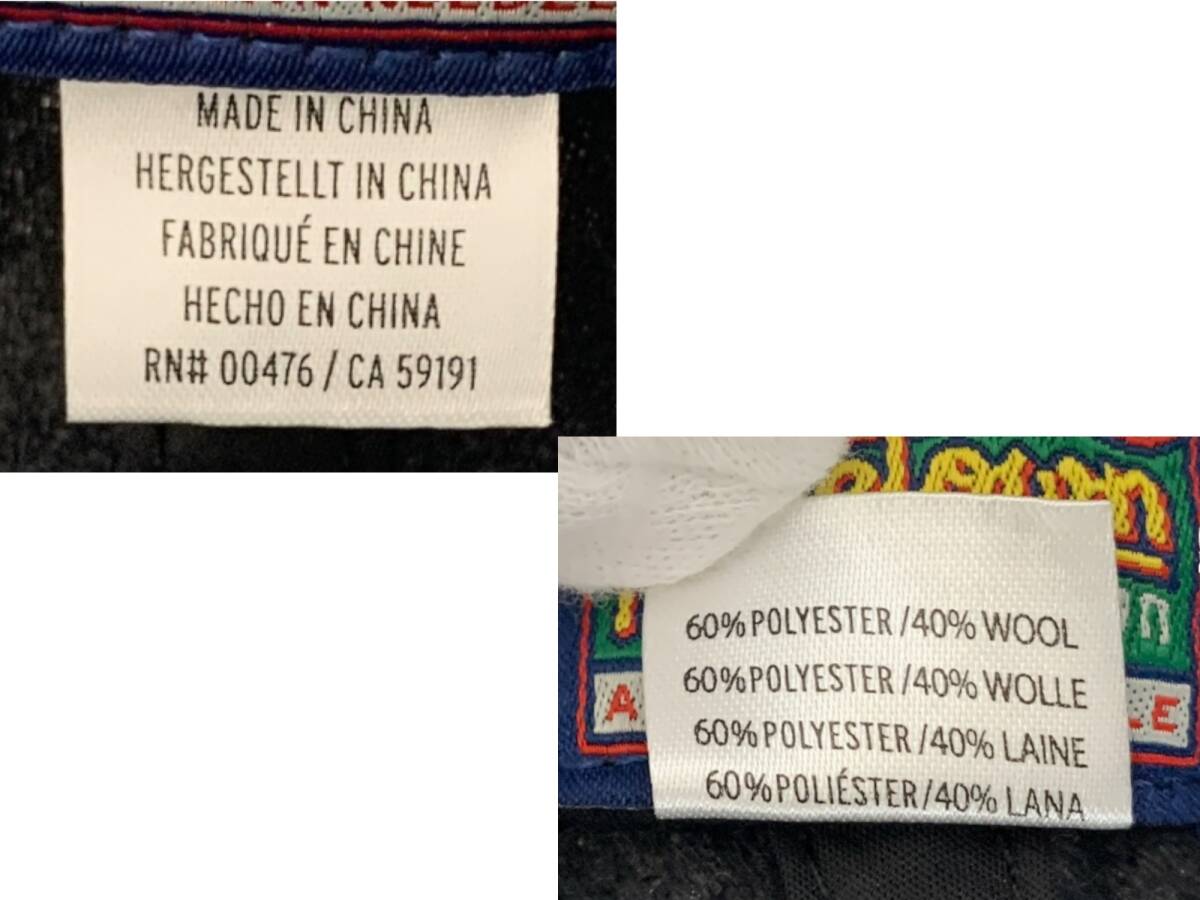 MADE IN CHINA
HERGESTELLT IN CHINA
FABRIQUÉ EN CHINE
HECHO EN CHINA
RN# 00476 / CA 59191
60% POLYESTER /40% WOOL
60% POLYESTER /40% WOLLE
60% POLYESTER /40% LAINE
60% POLIÉSTER/40% LANA